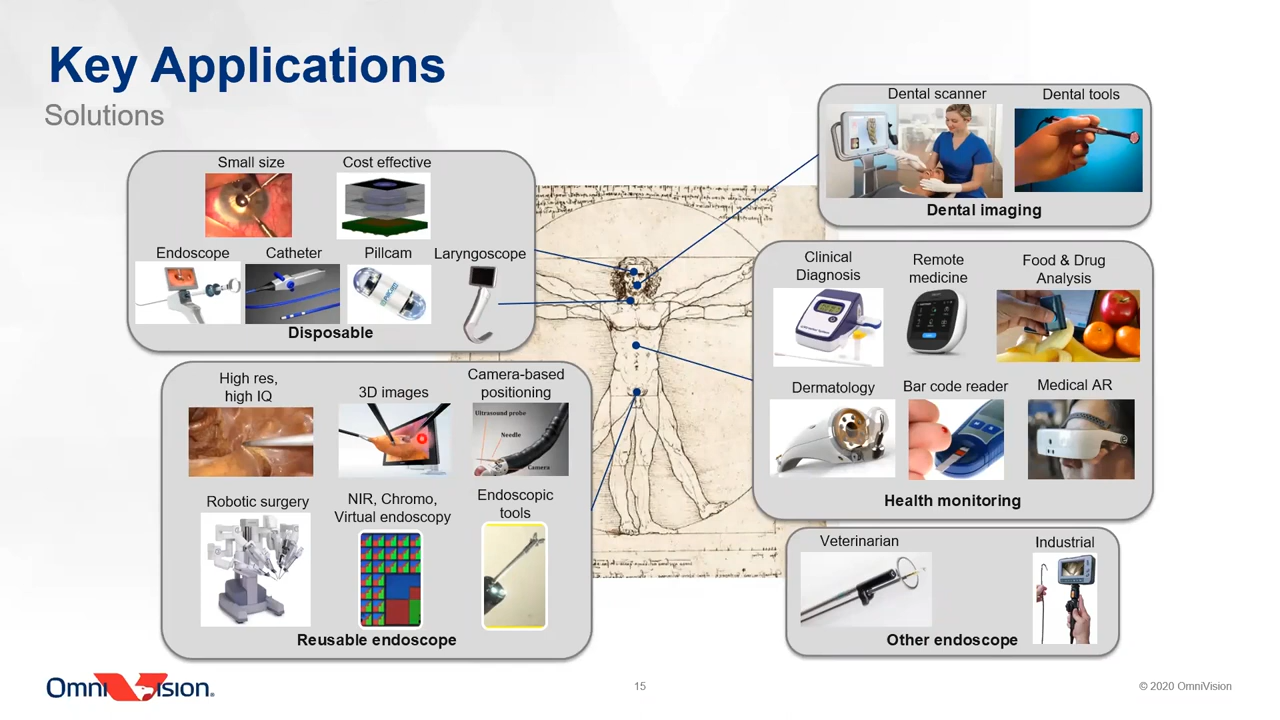 Key Applications
Solutions
Small size
Cost effective
Endoscope
Catheter
Pillcam
Laryngoscope
Disposable
High res,
high IQ
3D images
Camera-based
positioning
Ultrasound probe
Needle
Camera
Robotic surgery
NIR, Chromo,
Virtual endoscopy
Endoscopic
tools
Reusable endoscope
Dental scanner
Dental tools
Dental imaging
Clinical
Diagnosis
Remote
medicine
Food & Drug
Analysis
Dermatology
Bar code reader
Medical AR
Health monitoring
Veterinarian
Industrial
Other endoscope
OmniVision
15
© 2020 OmniVision